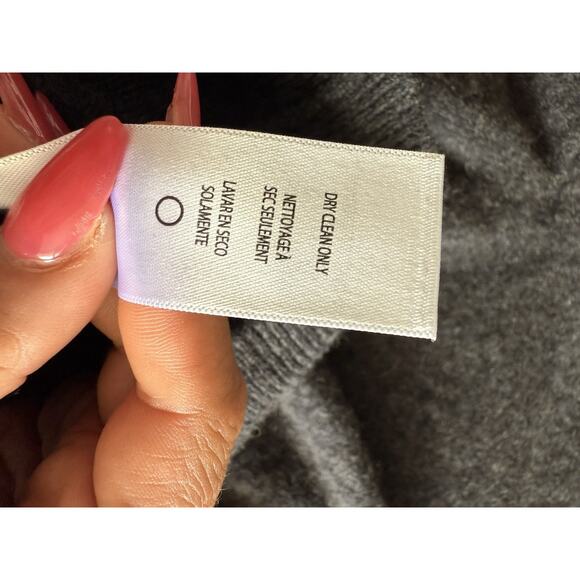 DRY CLEAN ONLY
NETTOYAGE À
SEC SEULEMENT
LAVAR EN SECO
SOLAMENTE